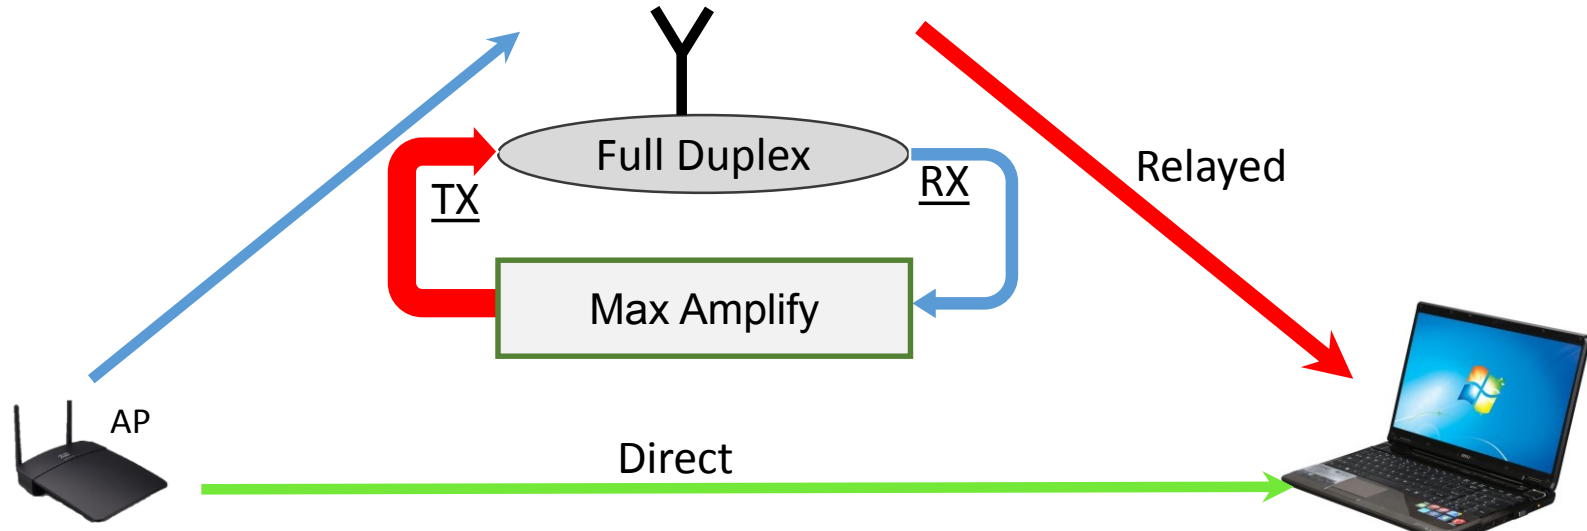 Full Duplex
TX
RX
Relayed
Max Amplify
AP
Direct